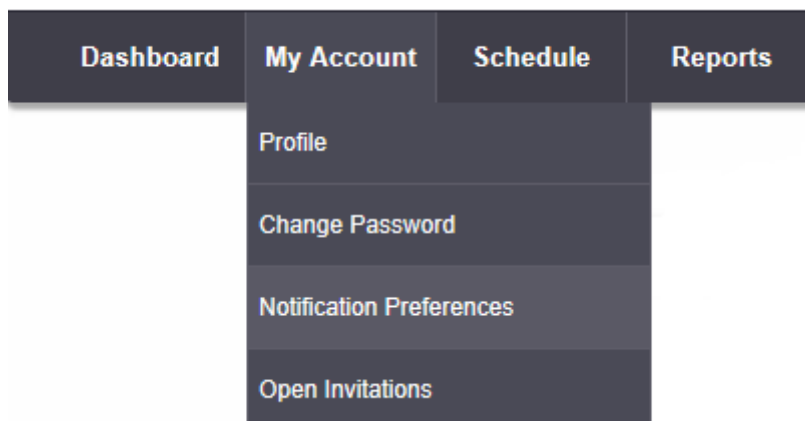 Dashboard My Account Schedule Reports
Profile
Change Password
Notification Preferences
Open Invitations